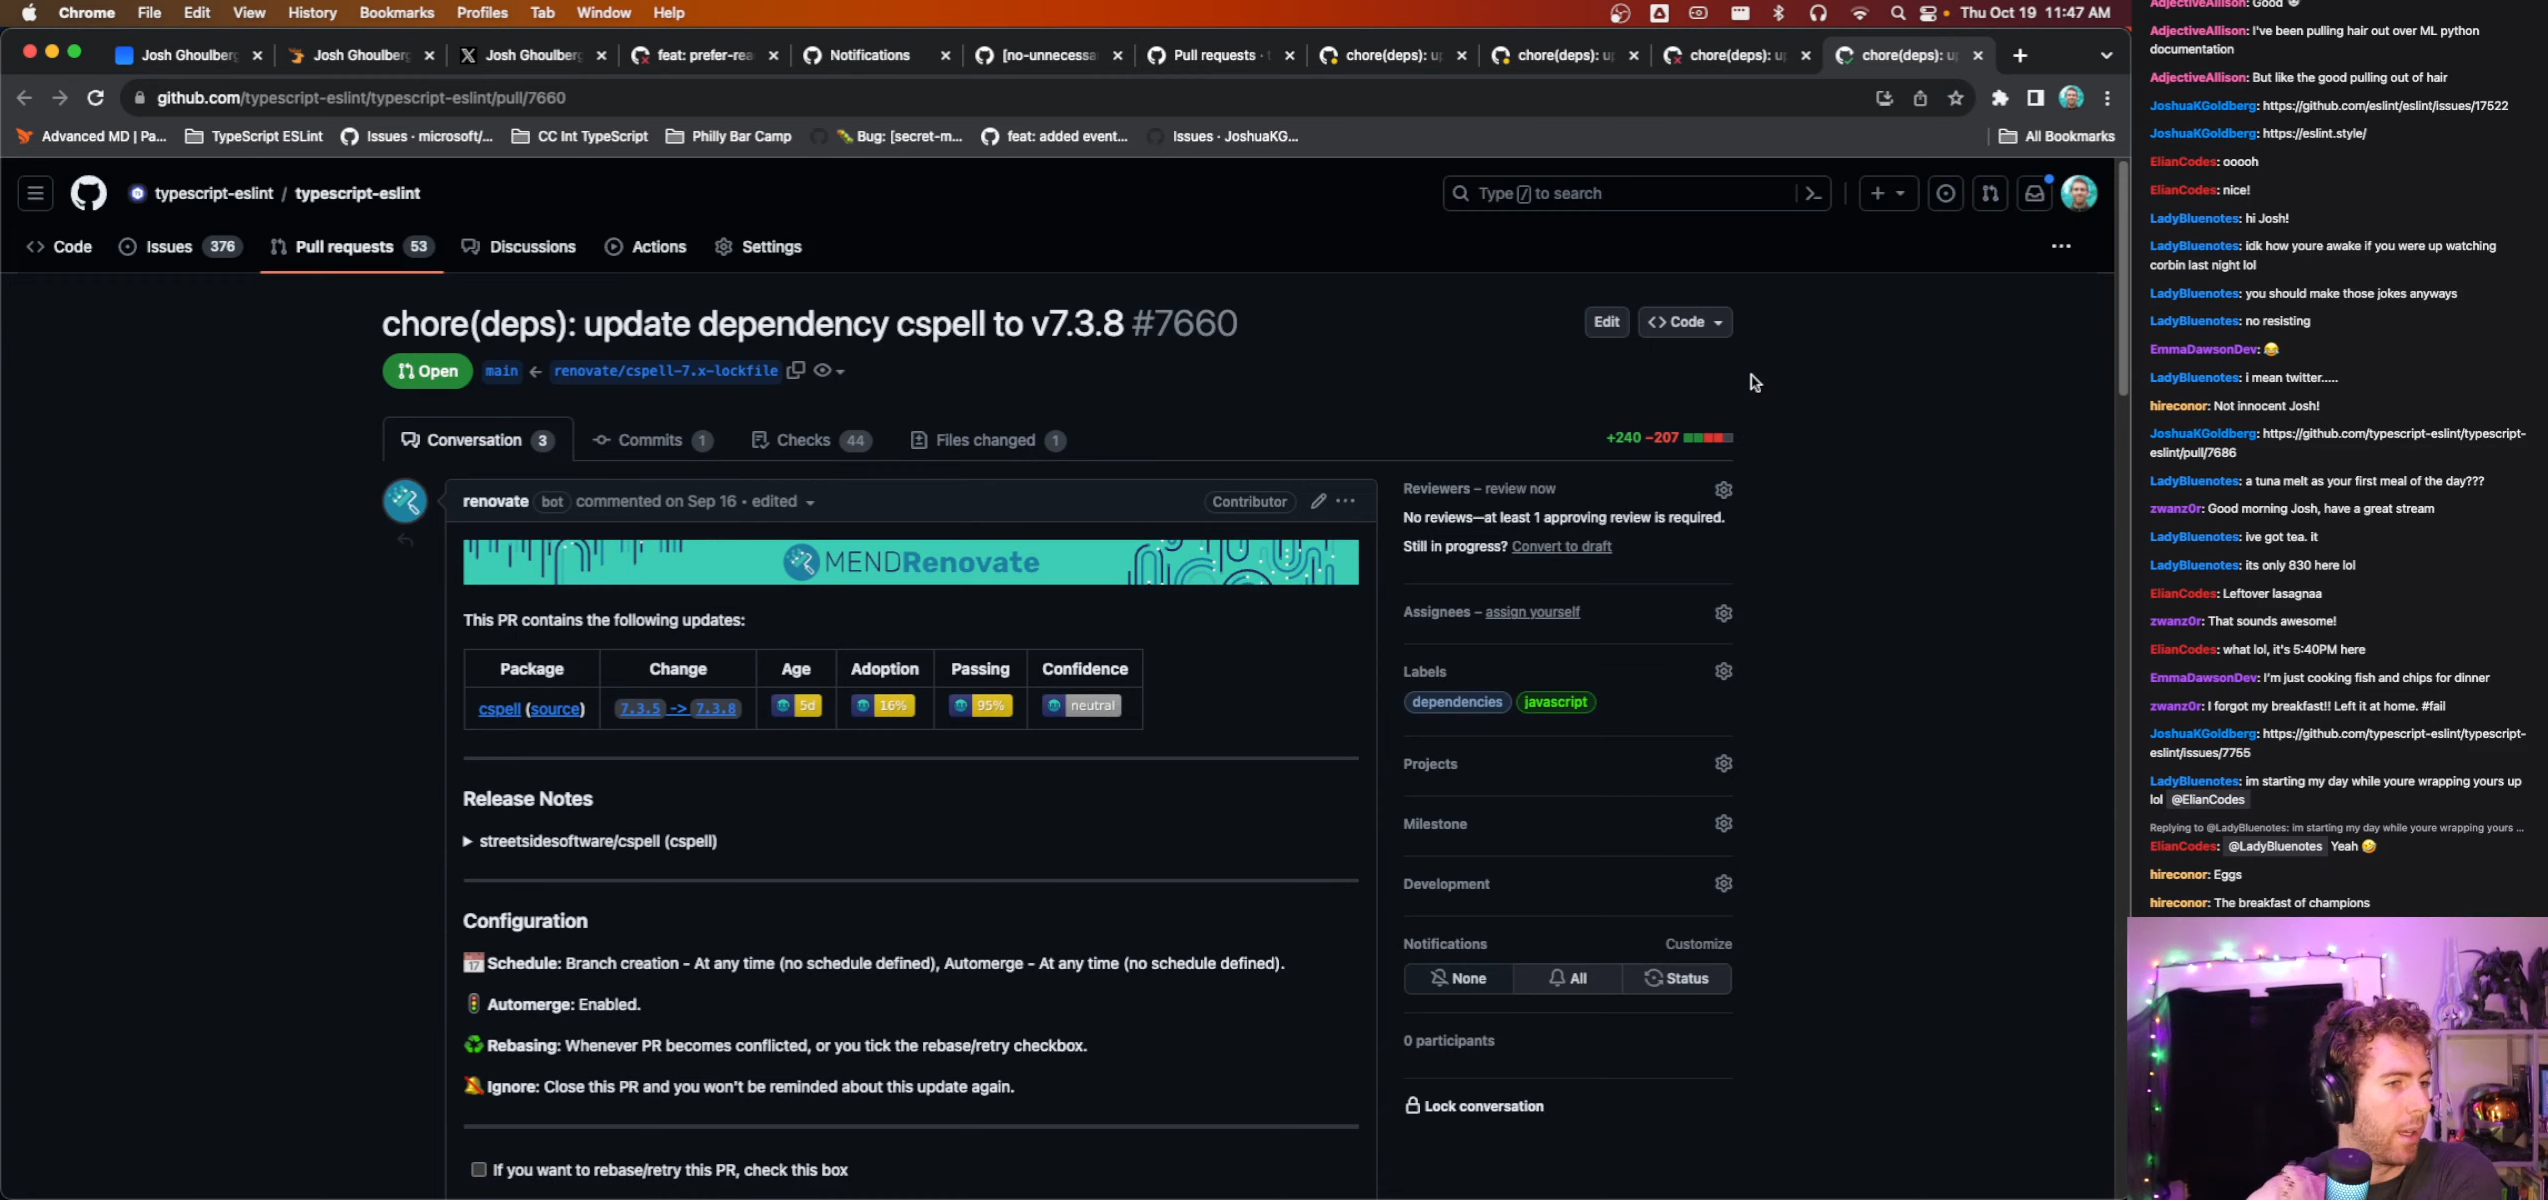 Chrome File Edit View History Bookmarks Profiles Tab Window Help
Thu Oct 19 11:47 AM
Josh Ghoulberg
Josh Ghoulberg
Josh Ghoulberg
feat: prefer-rea
Notifications
[no-unnecessa
Pull requests · t
chore(deps): up
chore(deps): up
chore(deps): up
chore(deps): up
github.com/typescript-eslint/typescript-eslint/pull/7660
Advanced MD | Pa...
TypeScript ESLint
Issues · microsoft/...
CC Int TypeScript
Philly Bar Camp
Bug: [secret-m...
feat: added event...
Issues · JoshuaKG...
All Bookmarks
typescript-eslint / typescript-eslint
Type / to search
Code
Issues 376
Pull requests 53
Discussions
Actions
Settings
chore(deps): update dependency cspell to v7.3.8 #7660
Edit
<> Code
Open
main ← renovate/cspell-7.x-lockfile
Conversation 3
Commits 1
Checks 44
Files changed 1
+240 −207
renovate bot commented on Sep 16 • edited
Contributor
MENDRenovate
This PR contains the following updates:
Package Change Age Adoption Passing Confidence
cspell (source) 7.3.5 -> 7.3.8 5d 16% 95% neutral
Release Notes
streetsidesoftware/cspell (cspell)
Configuration
17 Schedule: Branch creation - At any time (no schedule defined), Automerge - At any time (no schedule defined).
Automerge: Enabled.
Rebasing: Whenever PR becomes conflicted, or you tick the rebase/retry checkbox.
Ignore: Close this PR and you won't be reminded about this update again.
If you want to rebase/retry this PR, check this box
Reviewers – review now
No reviews—at least 1 approving review is required.
Still in progress? Convert to draft
Assignees – assign yourself
Labels
dependencies javascript
Projects
Milestone
Development
Notifications Customize
None All Status
0 participants
Lock conversation
AdjectiveAllison: Good
AdjectiveAllison: I've been pulling hair out over ML python
documentation
AdjectiveAllison: But like the good pulling out of hair
JoshuaKGoldberg: https://github.com/eslint/eslint/issues/17522
JoshuaKGoldberg: https://eslint.style/
ElianCodes: ooooh
ElianCodes: nice!
LadyBluenotes: hi Josh!
LadyBluenotes: idk how youre awake if you were up watching
corbin last night lol
LadyBluenotes: you should make those jokes anyways
LadyBluenotes: no resisting
EmmaDawsonDev: 😂
LadyBluenotes: i mean twitter.....
hireconor: Not innocent Josh!
JoshuaKGoldberg: https://github.com/typescript-eslint/typescript-
eslint/pull/7686
LadyBluenotes: a tuna melt as your first meal of the day???
zwanz0r: Good morning Josh, have a great stream
LadyBluenotes: ive got tea. it
LadyBluenotes: its only 830 here lol
ElianCodes: Leftover lasagnaa
zwanz0r: That sounds awesome!
ElianCodes: what lol, it's 5:40PM here
EmmaDawsonDev: I'm just cooking fish and chips for dinner
zwanz0r: I forgot my breakfast!! Left it at home. #fail
JoshuaKGoldberg: https://github.com/typescript-eslint/typescript-
eslint/issues/7755
LadyBluenotes: im starting my day while youre wrapping yours up
lol @ElianCodes
Replying to @LadyBluenotes: im starting my day while youre wrapping yours ...
ElianCodes: @LadyBluenotes Yeah 🤣
hireconor: Eggs
hireconor: The breakfast of champions